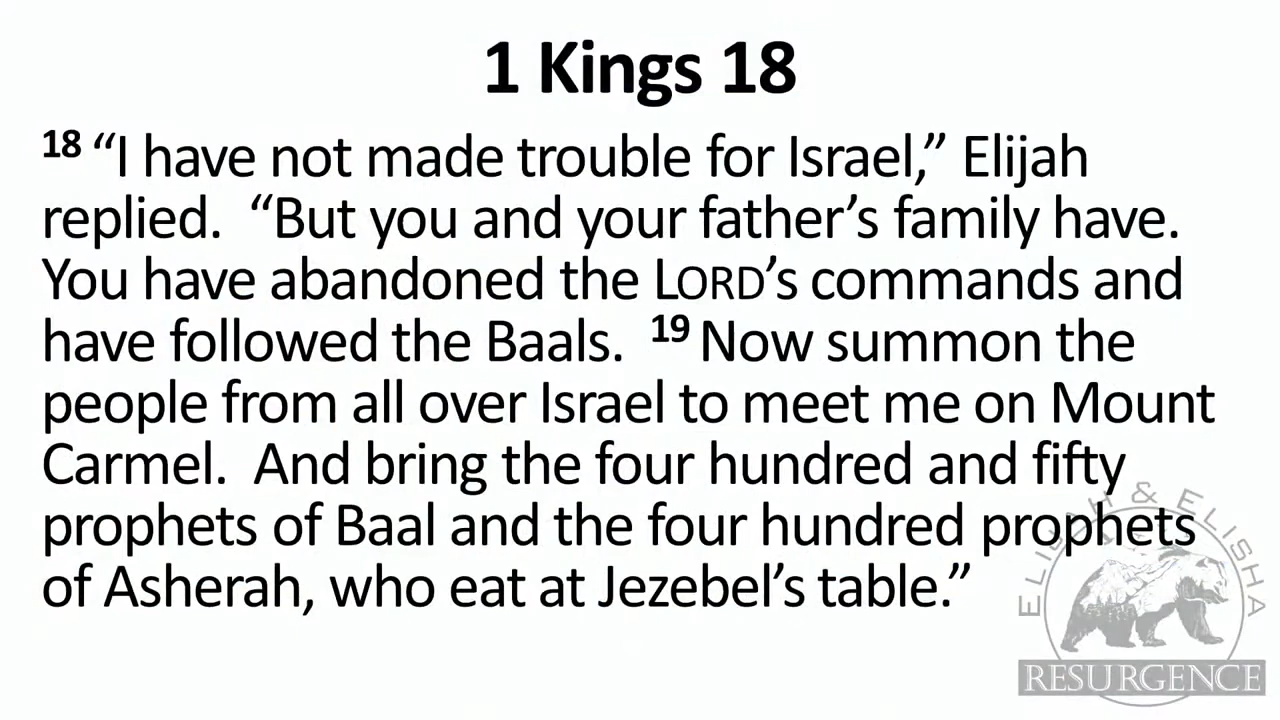 1 Kings 18
18 “I have not made trouble for Israel,” Elijah
replied.  “But you and your father’s family have.
You have abandoned the LORD’s commands and
have followed the Baals.  19 Now summon the
people from all over Israel to meet me on Mount
Carmel.  And bring the four hundred and fifty
prophets of Baal and the four hundred prophets
of Asherah, who eat at Jezebel’s table.”
ELIJAH & ELISHA
RESURGENCE